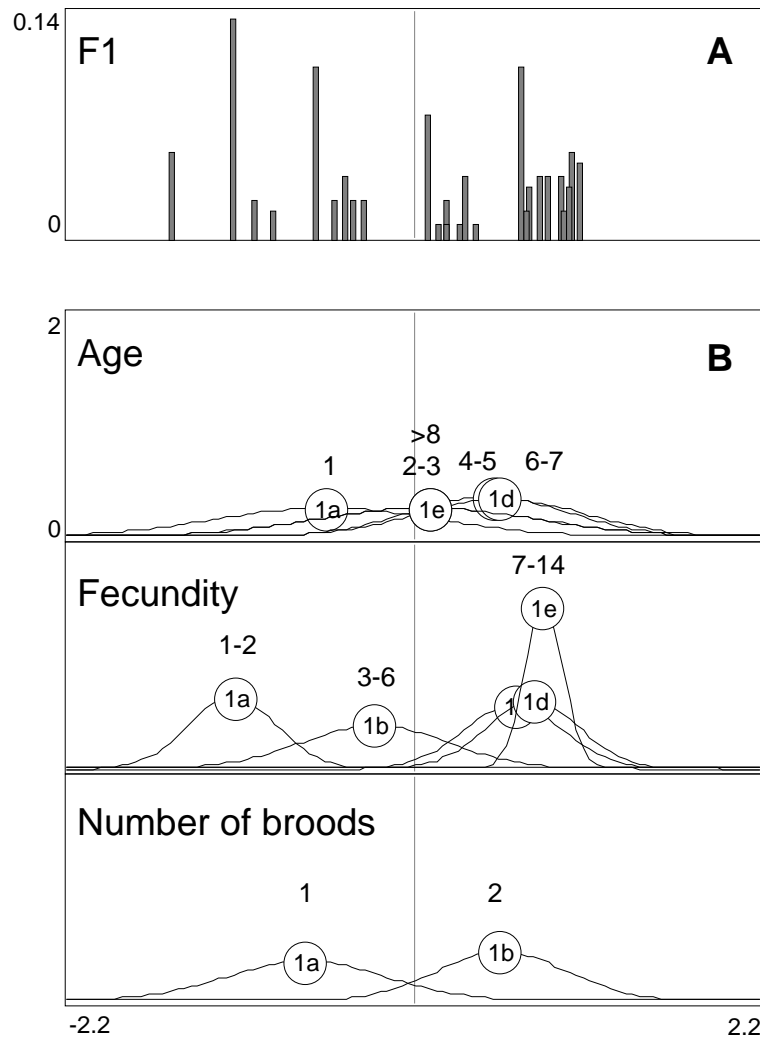 0.14
F1 A
0
2
Age B
>8
1 2-3 4-5 6-7
1a 1e 1d
0
7-14
Fecundity
1e
1-2
3-6
1a 1 1d
1b
Number of broods
1 2
1a 1b
-2.2 2.2